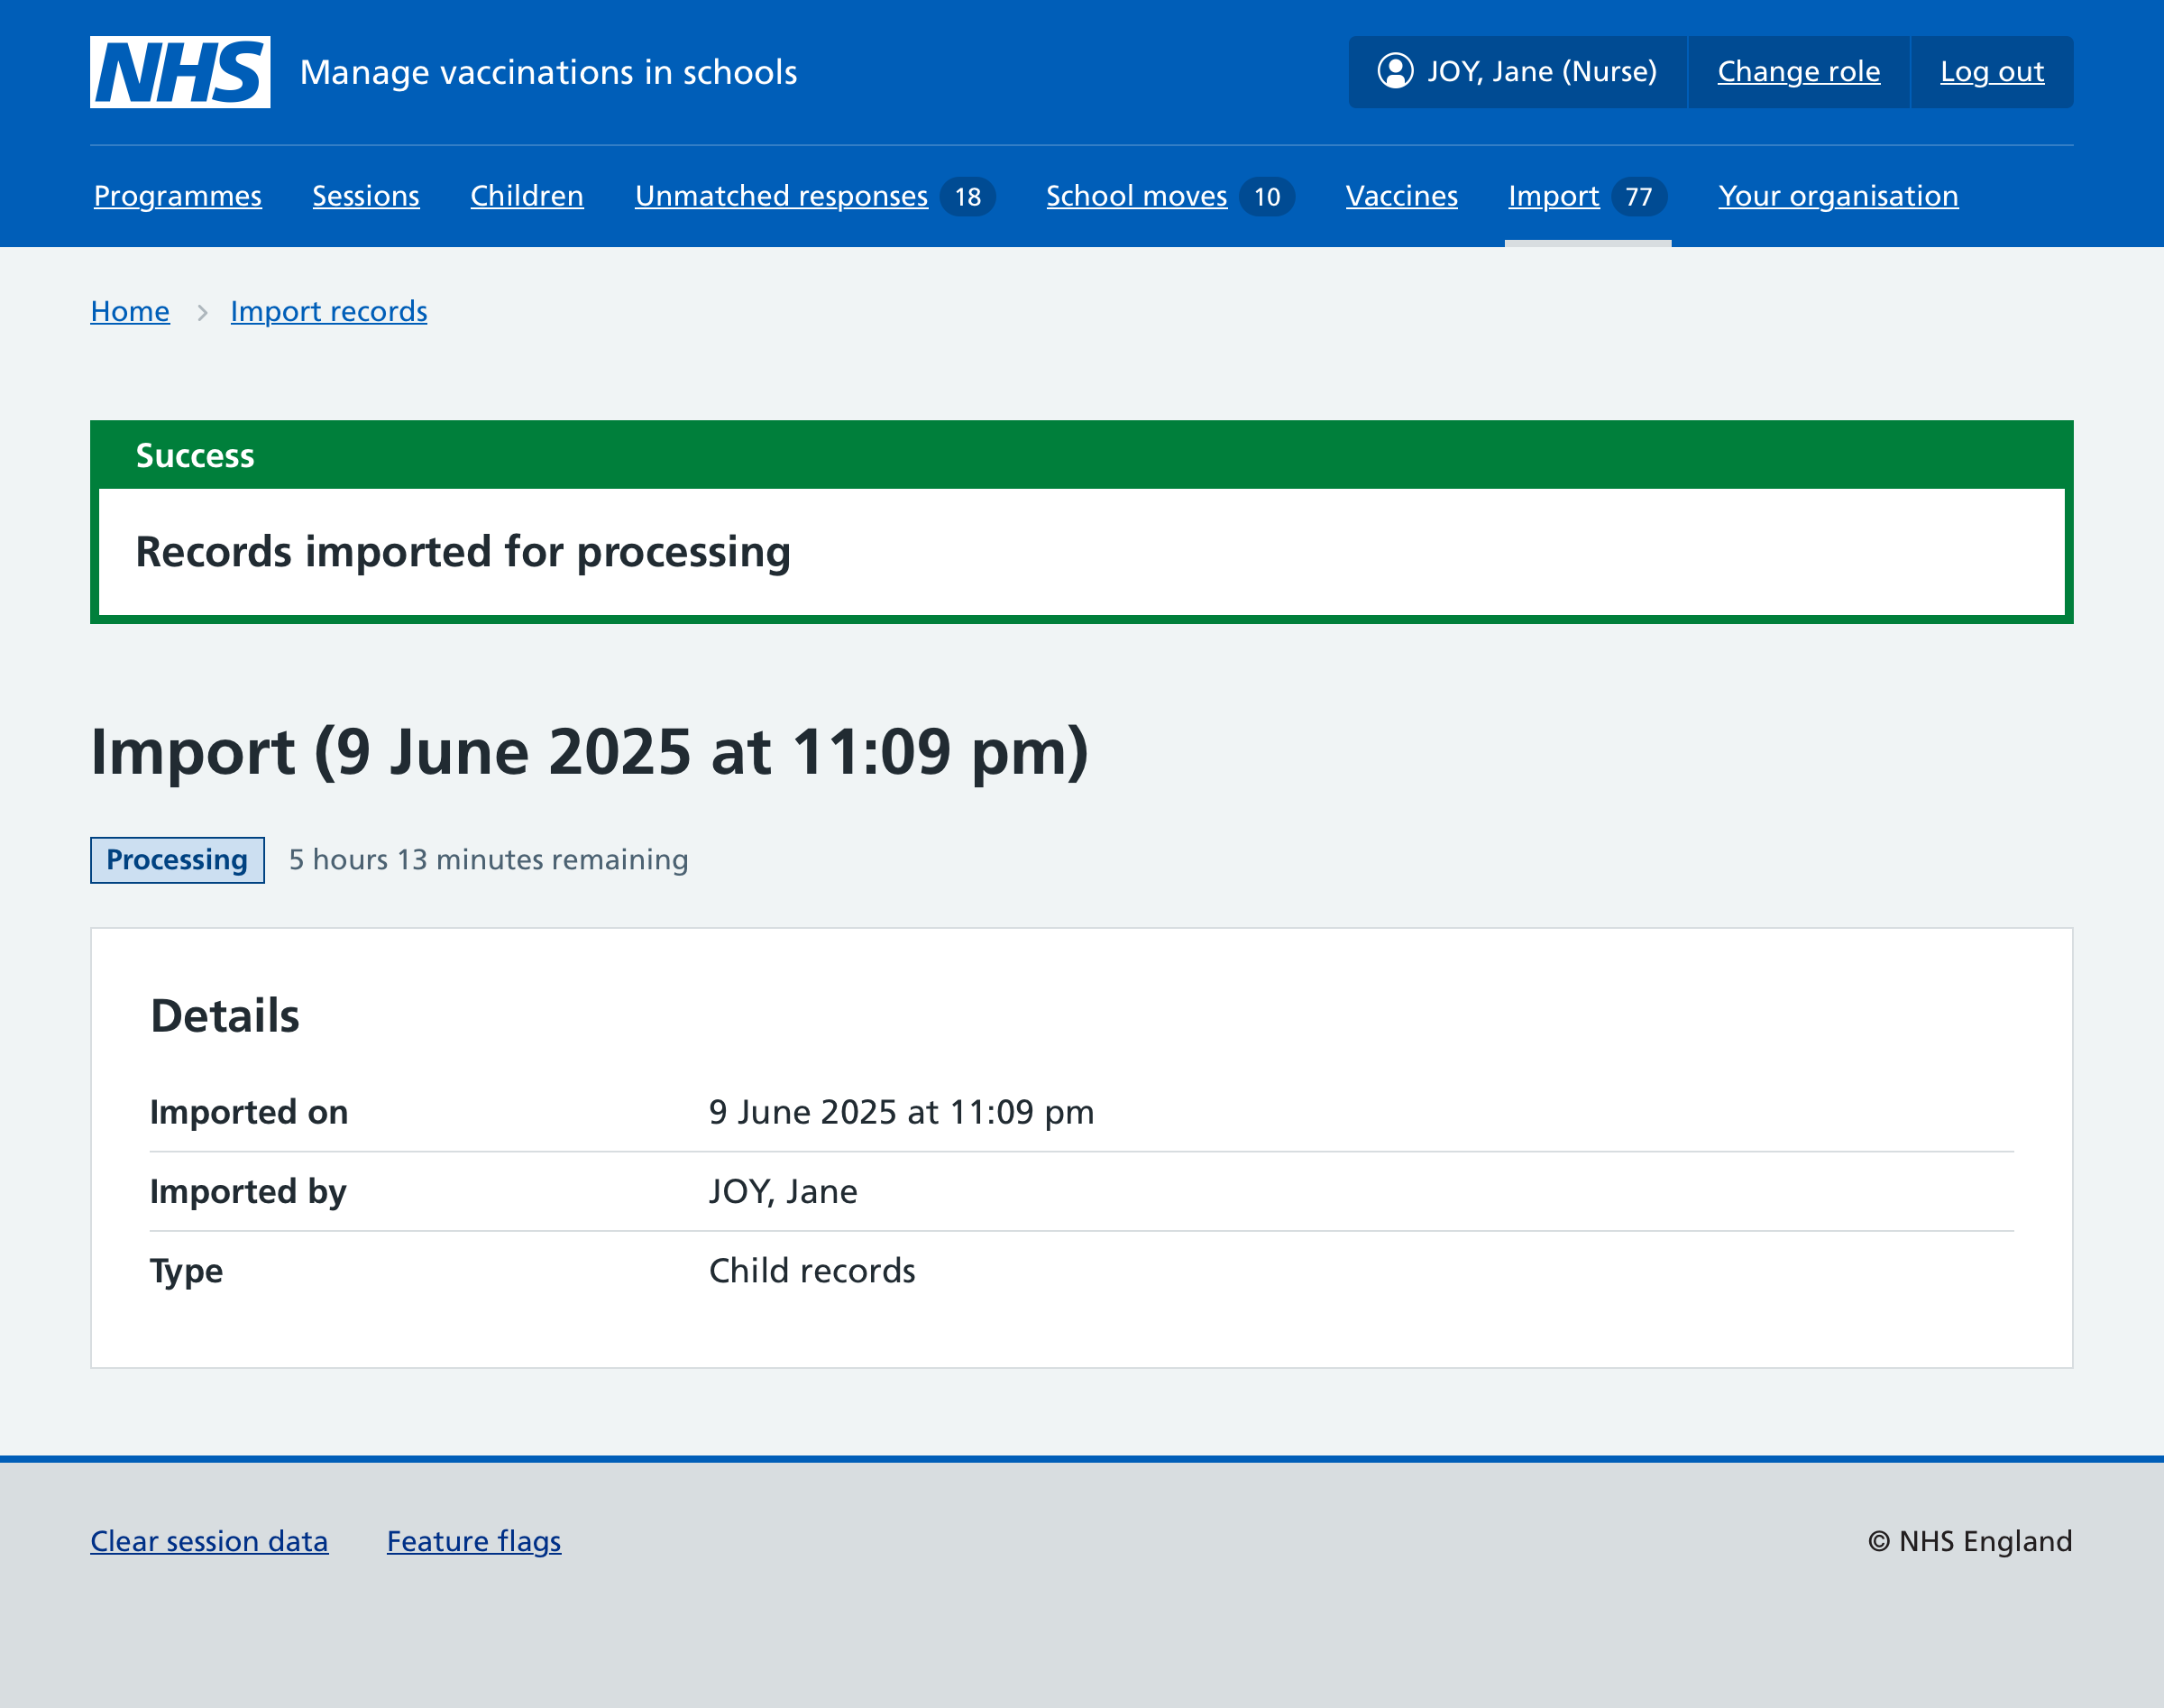 NHS Manage vaccinations in schools JOY, Jane (Nurse) Change role Log out
Programmes Sessions Children Unmatched responses 18 School moves 10 Vaccines Import 77 Your organisation
Home Import records
Success
Records imported for processing
Import (9 June 2025 at 11:09 pm)
Processing 5 hours 13 minutes remaining
Details
Imported on 9 June 2025 at 11:09 pm
Imported by JOY, Jane
Type Child records
Clear session data Feature flags © NHS England